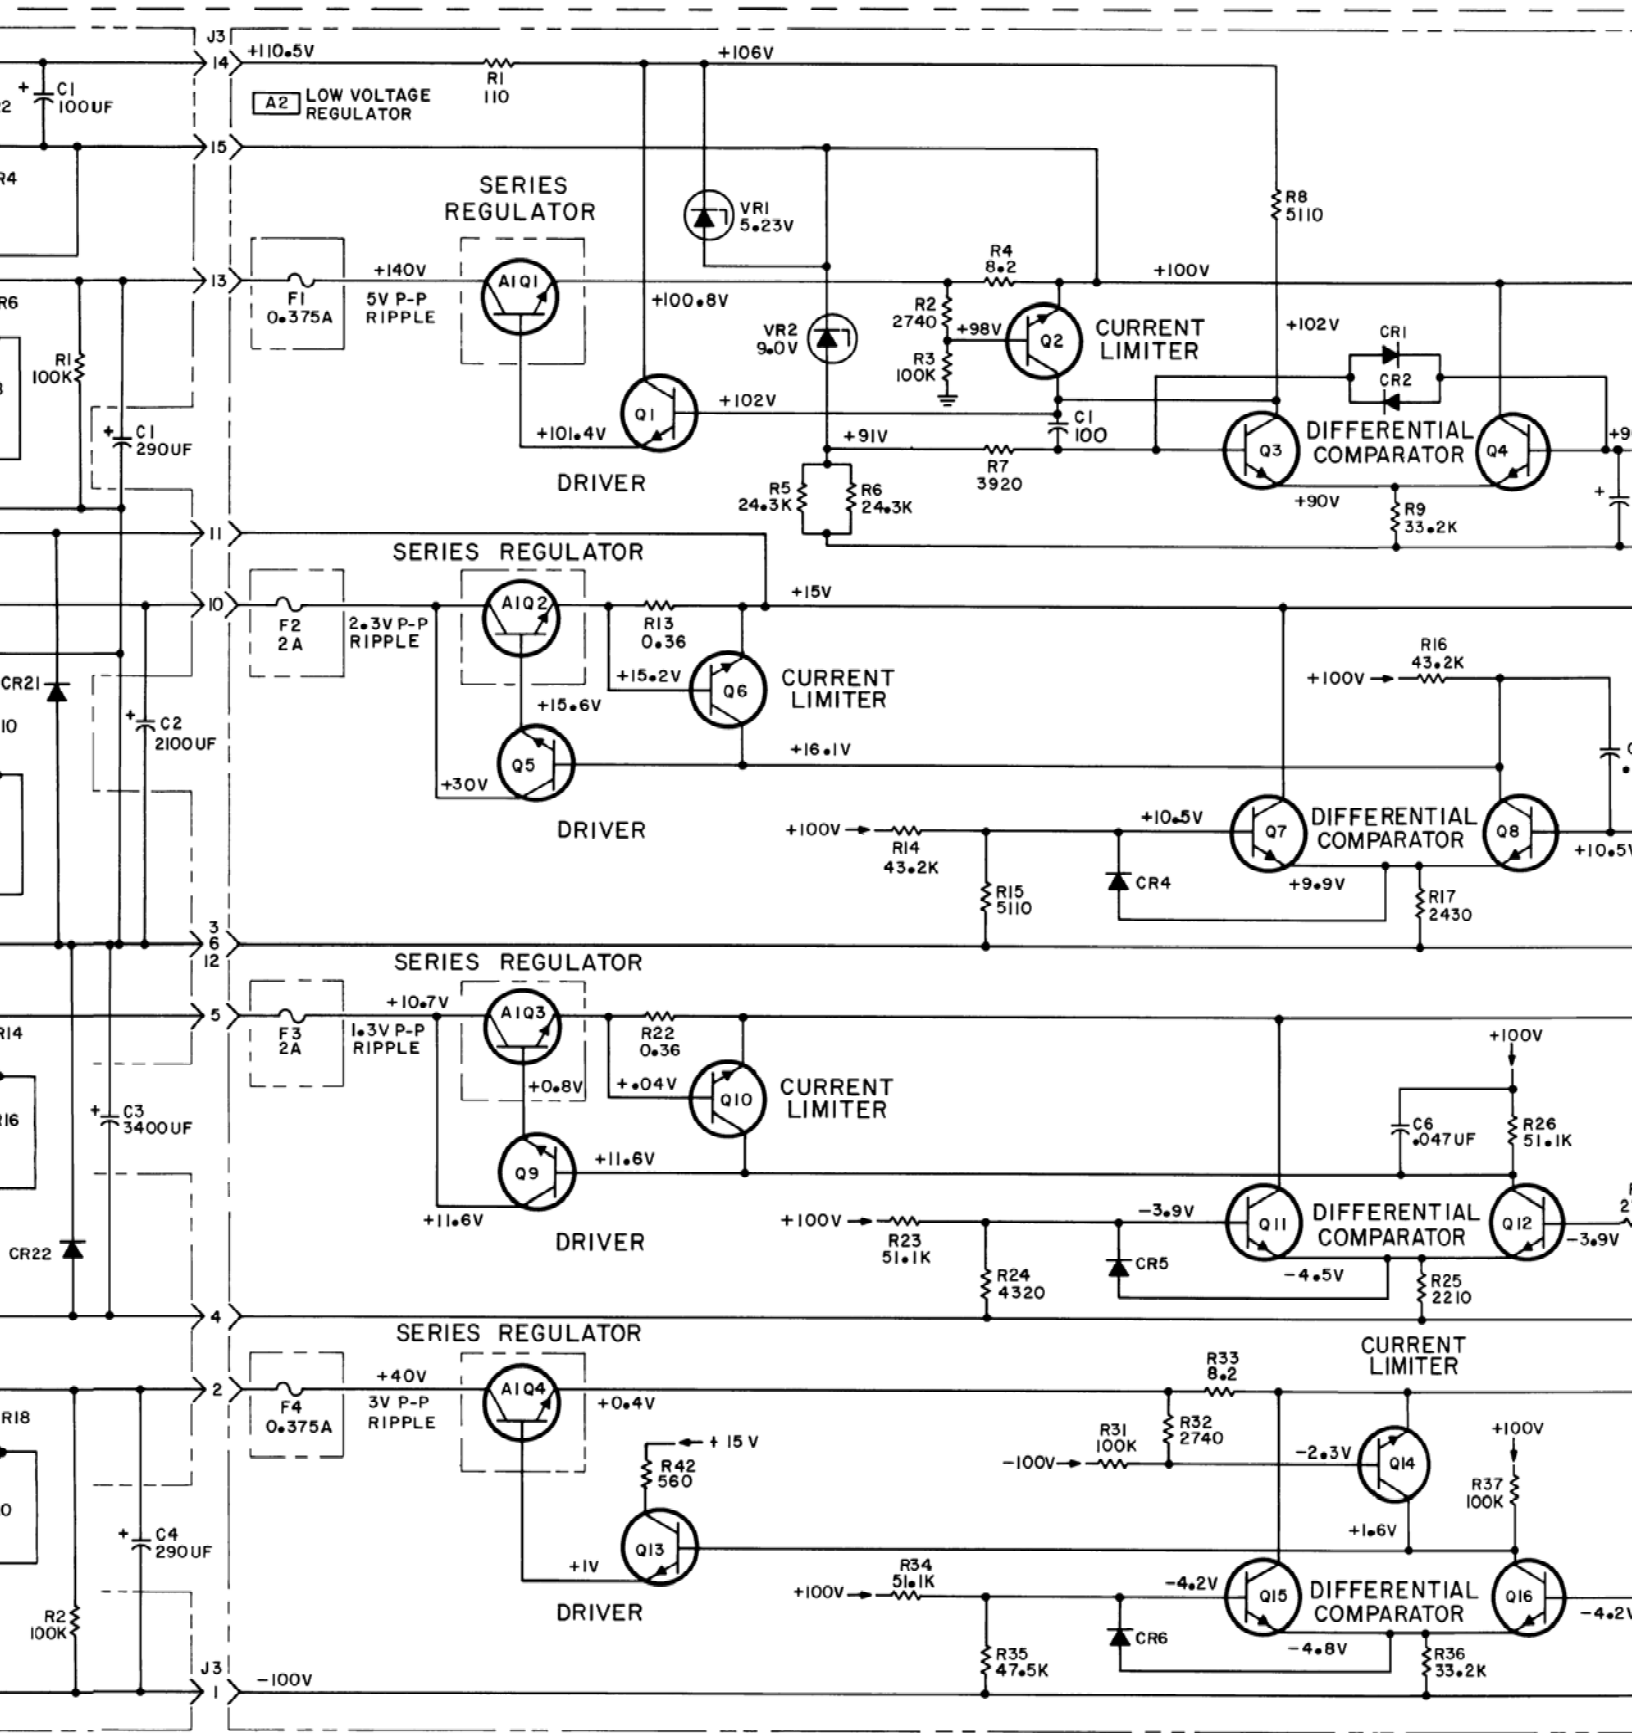 J3
14
+110.5V
R1
110
+106V
+
C1
100UF
A2
LOW VOLTAGE
REGULATOR
15
R4
SERIES
REGULATOR
VR1
5.23V
R8
5110
13
F1
0.375A
+140V
5V P-P
RIPPLE
A1Q1
+100.8V
R4
8.2
+100V
R6
R2
2740
+98V
Q2
CURRENT
LIMITER
+102V
VR2
9.0V
R3
100K
CR1
CR2
R1
100K
+
C1
290UF
Q1
+102V
+101.4V
DRIVER
C1
100
+91V
R7
3920
Q3
DIFFERENTIAL
COMPARATOR
Q4
+
R5
24.3K
R6
24.3K
+90V
R9
33.2K
11
SERIES REGULATOR
10
F2
2A
2.3V P-P
RIPPLE
A1Q2
R13
0.36
+15V
+15.2V
Q6
CURRENT
LIMITER
R16
43.2K
+100V
CR21
10
+
C2
2100UF
+15.6V
Q5
+30V
+16.1V
DRIVER
+100V
R14
43.2K
+10.5V
Q7
DIFFERENTIAL
COMPARATOR
Q8
+10.5V
R15
5110
CR4
+9.9V
R17
2430
3
6
12
SERIES REGULATOR
5
F3
2A
+10.7V
1.3V P-P
RIPPLE
A1Q3
R22
0.36
R14
+100V
+0.8V
+.04V
Q10
CURRENT
LIMITER
R16
+
C3
3400UF
C6
.047UF
R26
51.1K
Q9
+11.6V
+11.6V
DRIVER
+100V
R23
51.1K
-3.9V
Q11
DIFFERENTIAL
COMPARATOR
Q12
-3.9V
CR22
R24
4320
CR5
-4.5V
R25
2210
4
SERIES REGULATOR
CURRENT
LIMITER
2
F4
0.375A
+40V
3V P-P
RIPPLE
A1Q4
+0.4V
R33
8.2
R18
R31
100K
R32
2740
-100V
-2.3V
Q14
+100V
R37
100K
+15V
R42
560
+
C4
290UF
Q13
+1V
DRIVER
+1.6V
+100V
R34
51.1K
-4.2V
Q15
DIFFERENTIAL
COMPARATOR
Q16
-4.2V
R2
100K
R35
47.5K
CR6
-4.8V
R36
33.2K
J3
1
-100V